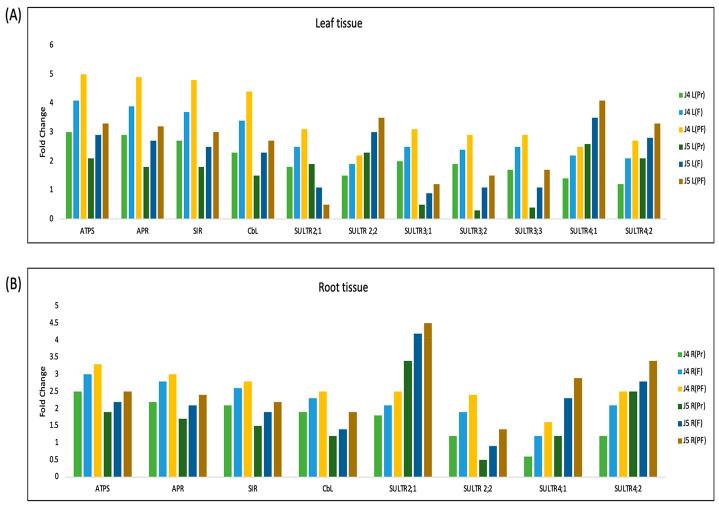 (A)
Leaf tissue
6
5
4
3
2
1
0
Fold Change
ATPS APR SIR CbL SULTR2;1 SULTR 2;2 SULTR3;1 SULTR3;2 SULTR3;3 SULTR4;1 SULTR4;2
J4 L(Pr)
J4 L(F)
J4 L(PF)
J5 L(Pr)
J5 L(F)
J5 L(PF)
(B)
Root tissue
5
4.5
4
3.5
3
2.5
2
1.5
1
0.5
0
Fold Change
ATPS APR SIR CbL SULTR2;1 SULTR 2;2 SULTR4;1 SULTR4;2
J4 R(Pr)
J4 R(F)
J4 R(PF)
J5 R(Pr)
J5 R(F)
J5 R(PF)